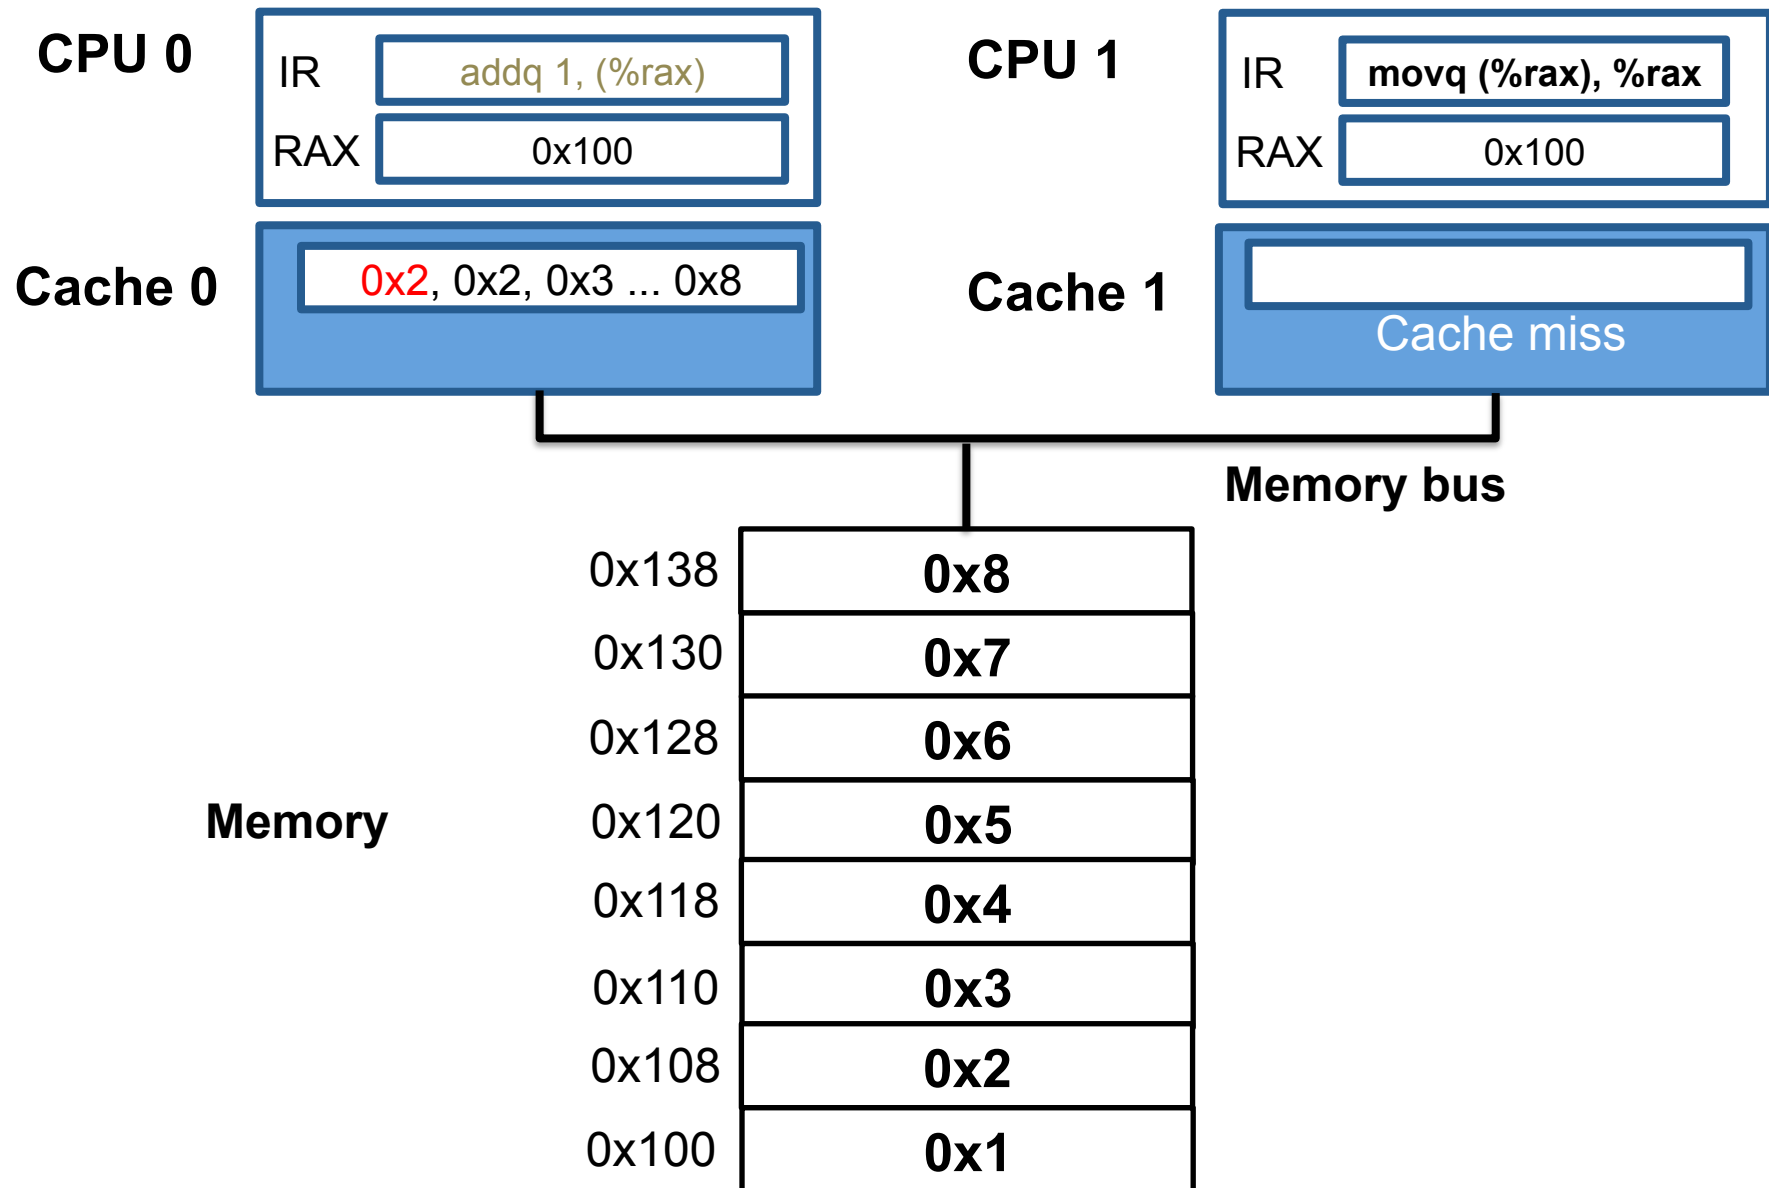 CPU 0
IR
addq 1, (%rax)
RAX
0x100
CPU 1
IR
movq (%rax), %rax
RAX
0x100
Cache 0
0x2, 0x2, 0x3 ... 0x8
Cache 1
Cache miss
Memory bus
0x138
0x8
0x130
0x7
0x128
0x6
Memory
0x120
0x5
0x118
0x4
0x110
0x3
0x108
0x2
0x100
0x1